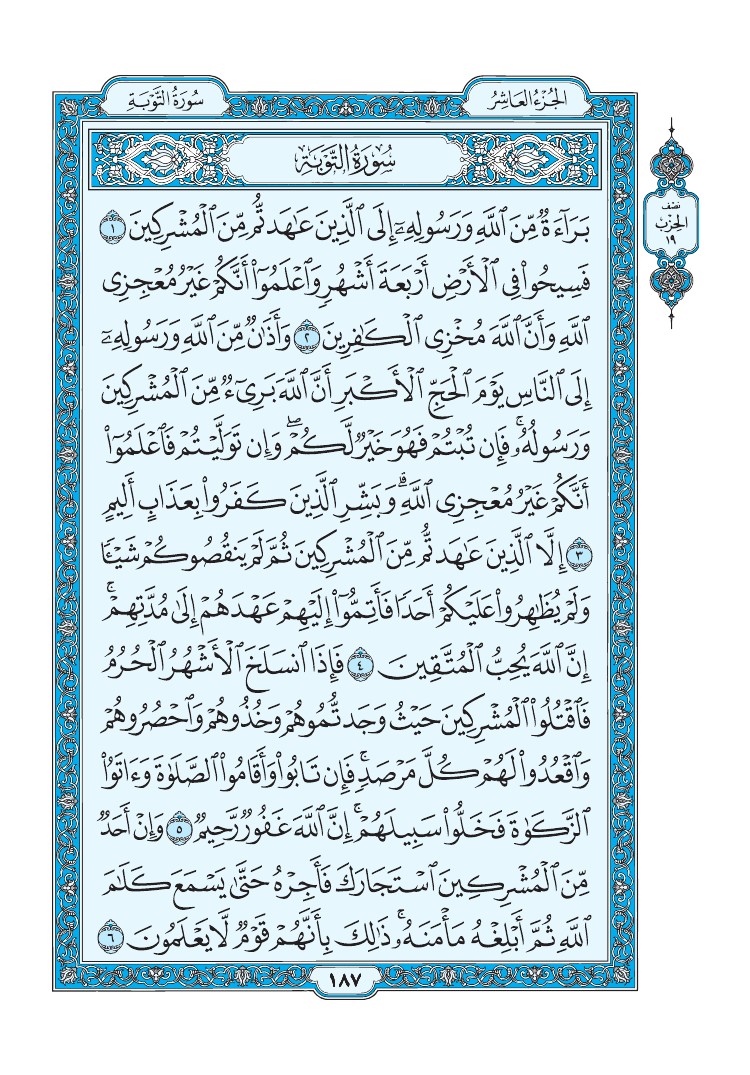 سُورَةُ التَّوْبَةِ
الجُزْءُ العَاشِرُ
سُورَةُ التَّوْبَةِ
نصف
الحِزْب
١٩
بَرَآءَةٌ مِّنَ ٱللَّهِ وَرَسُولِهِۦٓ إِلَى ٱلَّذِينَ عَٰهَدتُّم مِّنَ ٱلْمُشْرِكِينَ ١
فَسِيحُوا۟ فِى ٱلْأَرْضِ أَرْبَعَةَ أَشْهُرٍ وَٱعْلَمُوٓا۟ أَنَّكُمْ غَيْرُ مُعْجِزِى
ٱللَّهِ وَأَنَّ ٱللَّهَ مُخْزِى ٱلْكَٰفِرِينَ ٢ وَأَذَٰنٌ مِّنَ ٱللَّهِ وَرَسُولِهِۦٓ
إِلَى ٱلنَّاسِ يَوْمَ ٱلْحَجِّ ٱلْأَكْبَرِ أَنَّ ٱللَّهَ بَرِىٓءٌ مِّنَ ٱلْمُشْرِكِينَ
وَرَسُولُهُۥ ۚ فَإِن تُبْتُمْ فَهُوَ خَيْرٌ لَّكُمْ ۖ وَإِن تَوَلَّيْتُمْ فَٱعْلَمُوٓا۟
أَنَّكُمْ غَيْرُ مُعْجِزِى ٱللَّهِ ۗ وَبَشِّرِ ٱلَّذِينَ كَفَرُوا۟ بِعَذَابٍ أَلِيمٍ
٣ إِلَّا ٱلَّذِينَ عَٰهَدتُّم مِّنَ ٱلْمُشْرِكِينَ ثُمَّ لَمْ يَنقُصُوكُمْ شَيْـًٔا
وَلَمْ يُظَٰهِرُوا۟ عَلَيْكُمْ أَحَدًا فَأَتِمُّوٓا۟ إِلَيْهِمْ عَهْدَهُمْ إِلَىٰ مُدَّتِهِمْ ۚ
إِنَّ ٱللَّهَ يُحِبُّ ٱلْمُتَّقِينَ ٤ فَإِذَا ٱنسَلَخَ ٱلْأَشْهُرُ ٱلْحُرُمُ
فَٱقْتُلُوا۟ ٱلْمُشْرِكِينَ حَيْثُ وَجَدتُّمُوهُمْ وَخُذُوهُمْ وَٱحْصُرُوهُمْ
وَٱقْعُدُوا۟ لَهُمْ كُلَّ مَرْصَدٍ ۚ فَإِن تَابُوا۟ وَأَقَامُوا۟ ٱلصَّلَوٰةَ وَءَاتَوُا۟
ٱلزَّكَوٰةَ فَخَلُّوا۟ سَبِيلَهُمْ ۚ إِنَّ ٱللَّهَ غَفُورٌ رَّحِيمٌ ٥ وَإِنْ أَحَدٌ
مِّنَ ٱلْمُشْرِكِينَ ٱسْتَجَارَكَ فَأَجِرْهُ حَتَّىٰ يَسْمَعَ كَلَٰمَ
ٱللَّهِ ثُمَّ أَبْلِغْهُ مَأْمَنَهُۥ ۚ ذَٰلِكَ بِأَنَّهُمْ قَوْمٌ لَّا يَعْلَمُونَ ٦
١٨٧